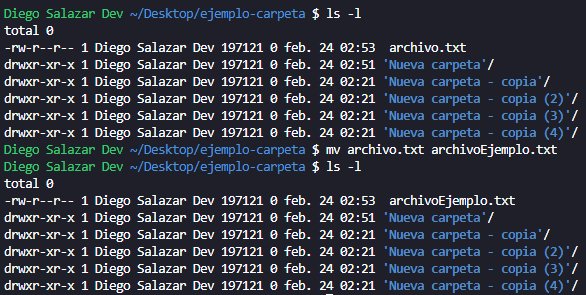 Diego Salazar Dev ~/Desktop/ejemplo-carpeta $ ls -l
total 0
-rw-r--r-- 1 Diego Salazar Dev 197121 0 feb. 24 02:53  archivo.txt
drwxr-xr-x 1 Diego Salazar Dev 197121 0 feb. 24 02:51 'Nueva carpeta'/
drwxr-xr-x 1 Diego Salazar Dev 197121 0 feb. 24 02:21 'Nueva carpeta - copia'/
drwxr-xr-x 1 Diego Salazar Dev 197121 0 feb. 24 02:21 'Nueva carpeta - copia (2)'/
drwxr-xr-x 1 Diego Salazar Dev 197121 0 feb. 24 02:21 'Nueva carpeta - copia (3)'/
drwxr-xr-x 1 Diego Salazar Dev 197121 0 feb. 24 02:21 'Nueva carpeta - copia (4)'/
Diego Salazar Dev ~/Desktop/ejemplo-carpeta $ mv archivo.txt archivoEjemplo.txt
Diego Salazar Dev ~/Desktop/ejemplo-carpeta $ ls -l
total 0
-rw-r--r-- 1 Diego Salazar Dev 197121 0 feb. 24 02:53  archivoEjemplo.txt
drwxr-xr-x 1 Diego Salazar Dev 197121 0 feb. 24 02:51 'Nueva carpeta'/
drwxr-xr-x 1 Diego Salazar Dev 197121 0 feb. 24 02:21 'Nueva carpeta - copia'/
drwxr-xr-x 1 Diego Salazar Dev 197121 0 feb. 24 02:21 'Nueva carpeta - copia (2)'/
drwxr-xr-x 1 Diego Salazar Dev 197121 0 feb. 24 02:21 'Nueva carpeta - copia (3)'/
drwxr-xr-x 1 Diego Salazar Dev 197121 0 feb. 24 02:21 'Nueva carpeta - copia (4)'/